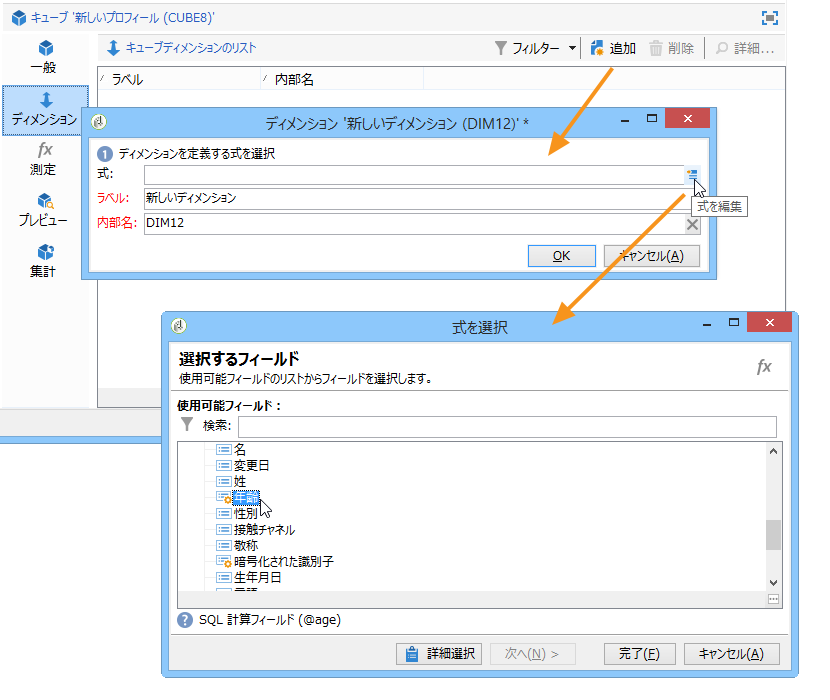 キューブ '新しいプロフィール (CUBE8)'
一般
ディメンション
fx
測定
プレビュー
集計
キューブディメンションのリスト
フィルター
追加
削除
詳細...
ラベル
内部名
ディメンション '新しいディメンション (DIM12)' *
1 ディメンションを定義する式を選択
式:
ラベル: 新しいディメンション
式を編集
内部名: DIM12
OK
キャンセル(A)
式を選択
選択するフィールド
使用可能フィールドのリストからフィールドを選択します。
fx
使用可能フィールド :
検索:
名
変更日
姓
年齢
性別
接触チャネル
敬称
暗号化された識別子
生年月日
? SQL 計算フィールド (@age)
詳細選択
次へ(N) >
完了(F)
キャンセル(A)